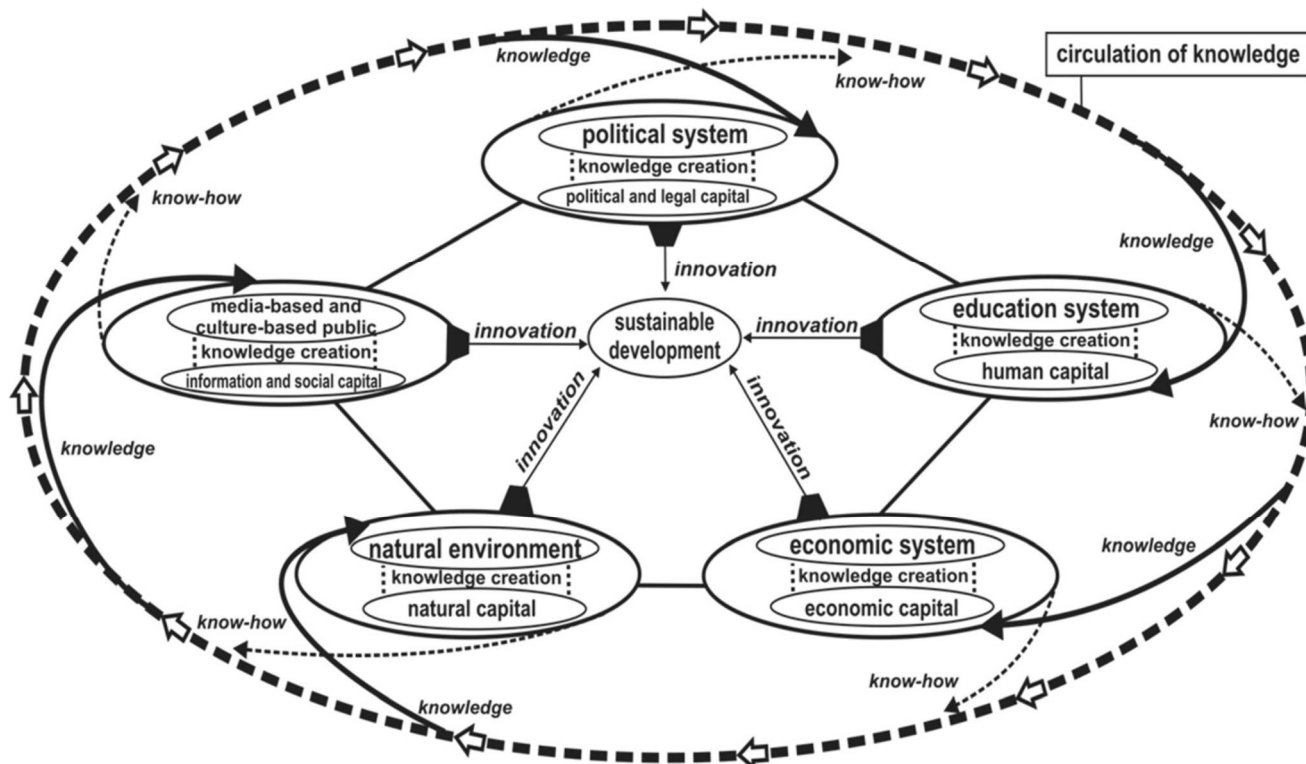 knowledge
circulation of knowledge
know-how
political system
knowledge creation
political and legal capital
know-how
knowledge
innovation
media-based and
culture-based public
knowledge creation
information and social capital
innovation
sustainable
development
innovation
education system
knowledge creation
human capital
know-how
knowledge
innovation
innovation
knowledge
natural environment
knowledge creation
natural capital
economic system
knowledge creation
economic capital
know-how
know-how
knowledge